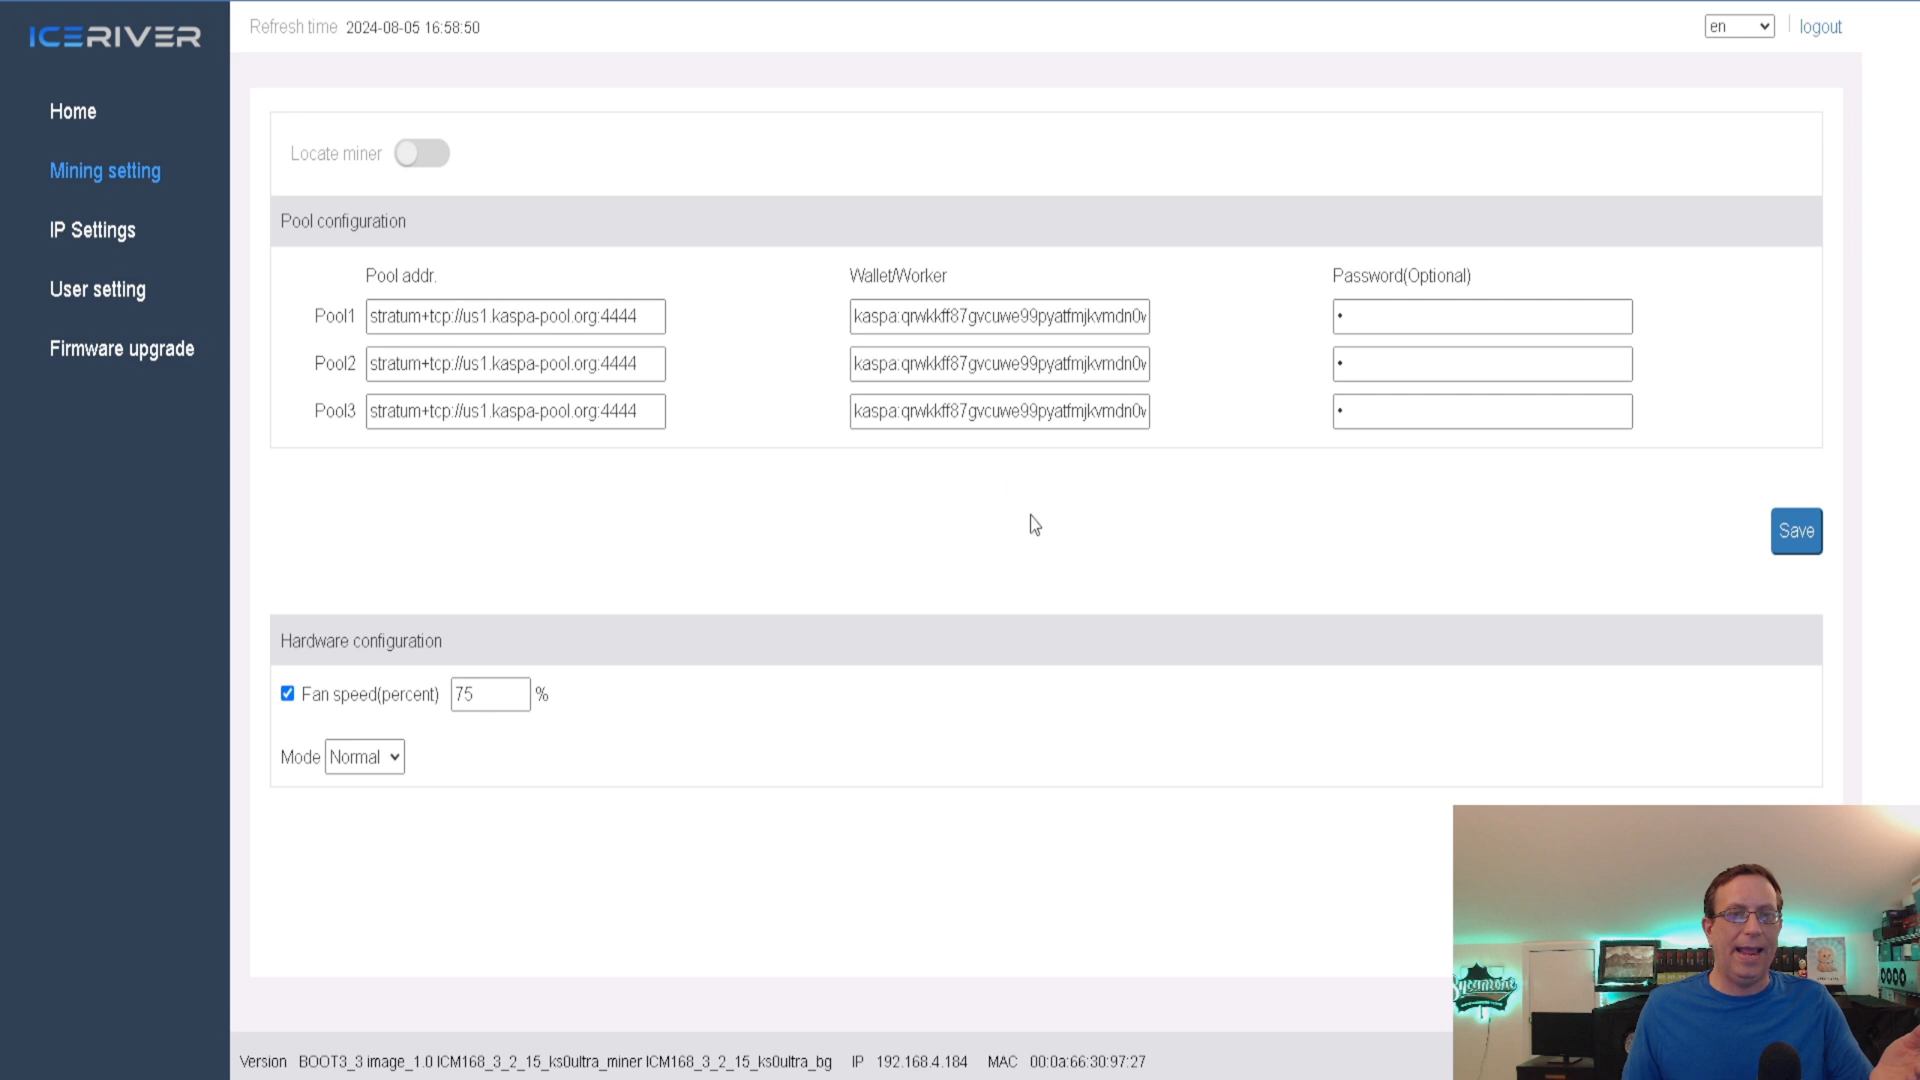 ICERIVER
Refresh time 2024-08-05 16:58:50
en
logout
Home
Mining setting
IP Settings
User setting
Firmware upgrade
Locate miner
Pool configuration
Pool addr. Wallet/Worker Password(Optional)
Pool1 stratum+tcp://us1.kaspa-pool.org:4444 kaspa:qrwkkff87gvcuwe99pyatfmjkvmdn0v •
Pool2 stratum+tcp://us1.kaspa-pool.org:4444 kaspa:qrwkkff87gvcuwe99pyatfmjkvmdn0v •
Pool3 stratum+tcp://us1.kaspa-pool.org:4444 kaspa:qrwkkff87gvcuwe99pyatfmjkvmdn0v •
Save
Hardware configuration
Fan speed(percent) 75 %
Mode Normal
Sycamore
Version BOOT3_3 image_1.0 ICM168_3_2_15_ks0ultra_miner ICM168_3_2_15_ks0ultra_bg IP 192.168.4.184 MAC 00:0a:66:30:97:27